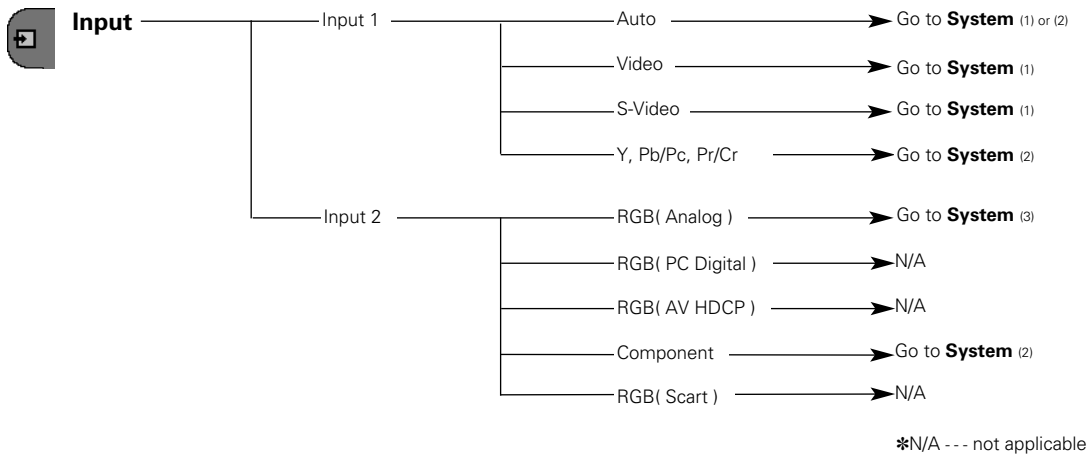 Input
Input 1
Auto
Go to System (1) or (2)
Video
Go to System (1)
S-Video
Go to System (1)
Y, Pb/Pc, Pr/Cr
Go to System (2)
Input 2
RGB( Analog )
Go to System (3)
RGB( PC Digital )
N/A
RGB( AV HDCP )
N/A
Component
Go to System (2)
RGB( Scart )
N/A
✽N/A - - - not applicable